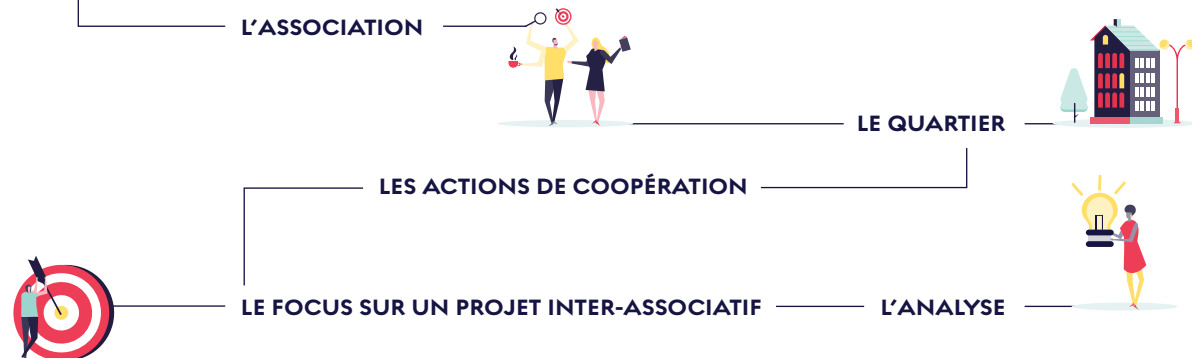 L'ASSOCIATION
LE QUARTIER
LES ACTIONS DE COOPÉRATION
LE FOCUS SUR UN PROJET INTER-ASSOCIATIF
L'ANALYSE